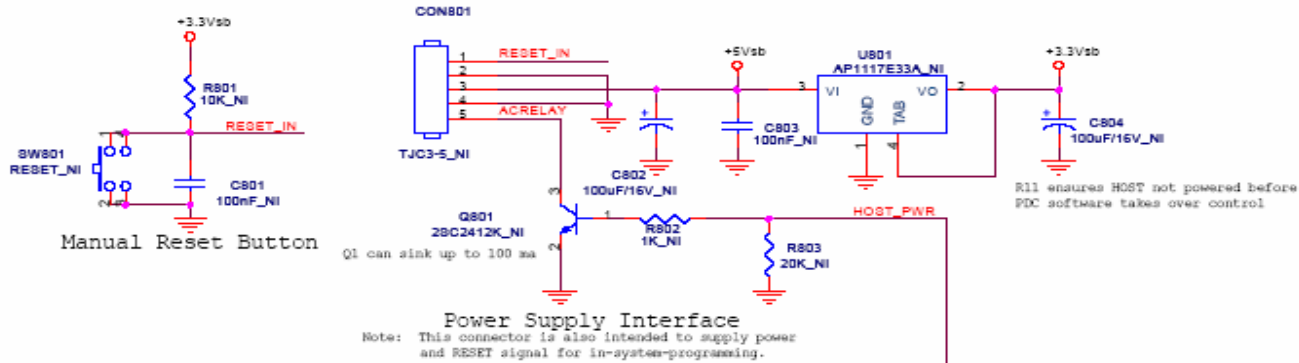 +3.3Vsb
R801
10K_NI
RESET_IN
1
SW801
RESET_NI
C801
100nF_NI
2
Manual Reset Button
CON801
1
2
3
4
5
RESET_IN
ACRELAY
TJC3-5_NI
C802
100uF/16V_NI
+5Vsb
C803
100nF_NI
U801
AP1117E33A_NI
3
VI
VO
GND
TAB
2
1
4
+3.3Vsb
C804
100uF/16V_NI
R11 ensures HOST not powered before
PDC software takes over control
3
Q801
2SC2412K_NI
1
2
Q1 can sink up to 100 ma
R802
1K_NI
HOST_PWR
R803
20K_NI
Power Supply Interface
Note: This connector is also intended to supply power
and RESET signal for in-system-programming.